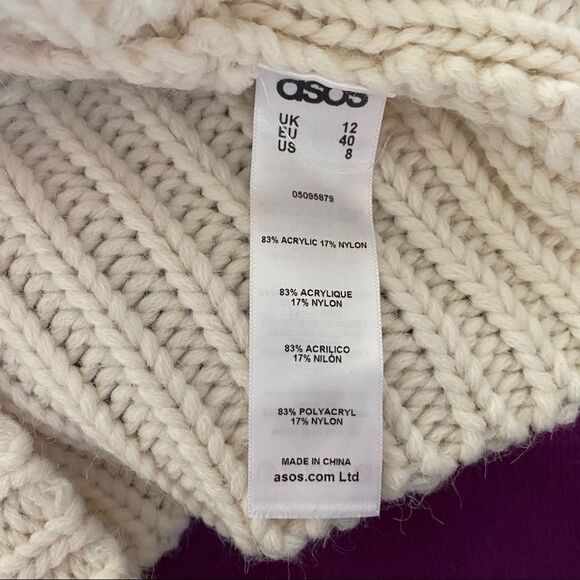 asos
UK 12
EU 40
US 8
05095879
83% ACRYLIC 17% NYLON
83% ACRYLIQUE
17% NYLON
83% ACRILICO
17% NILÓN
83% POLYACRYL
17% NYLON
MADE IN CHINA
asos.com Ltd